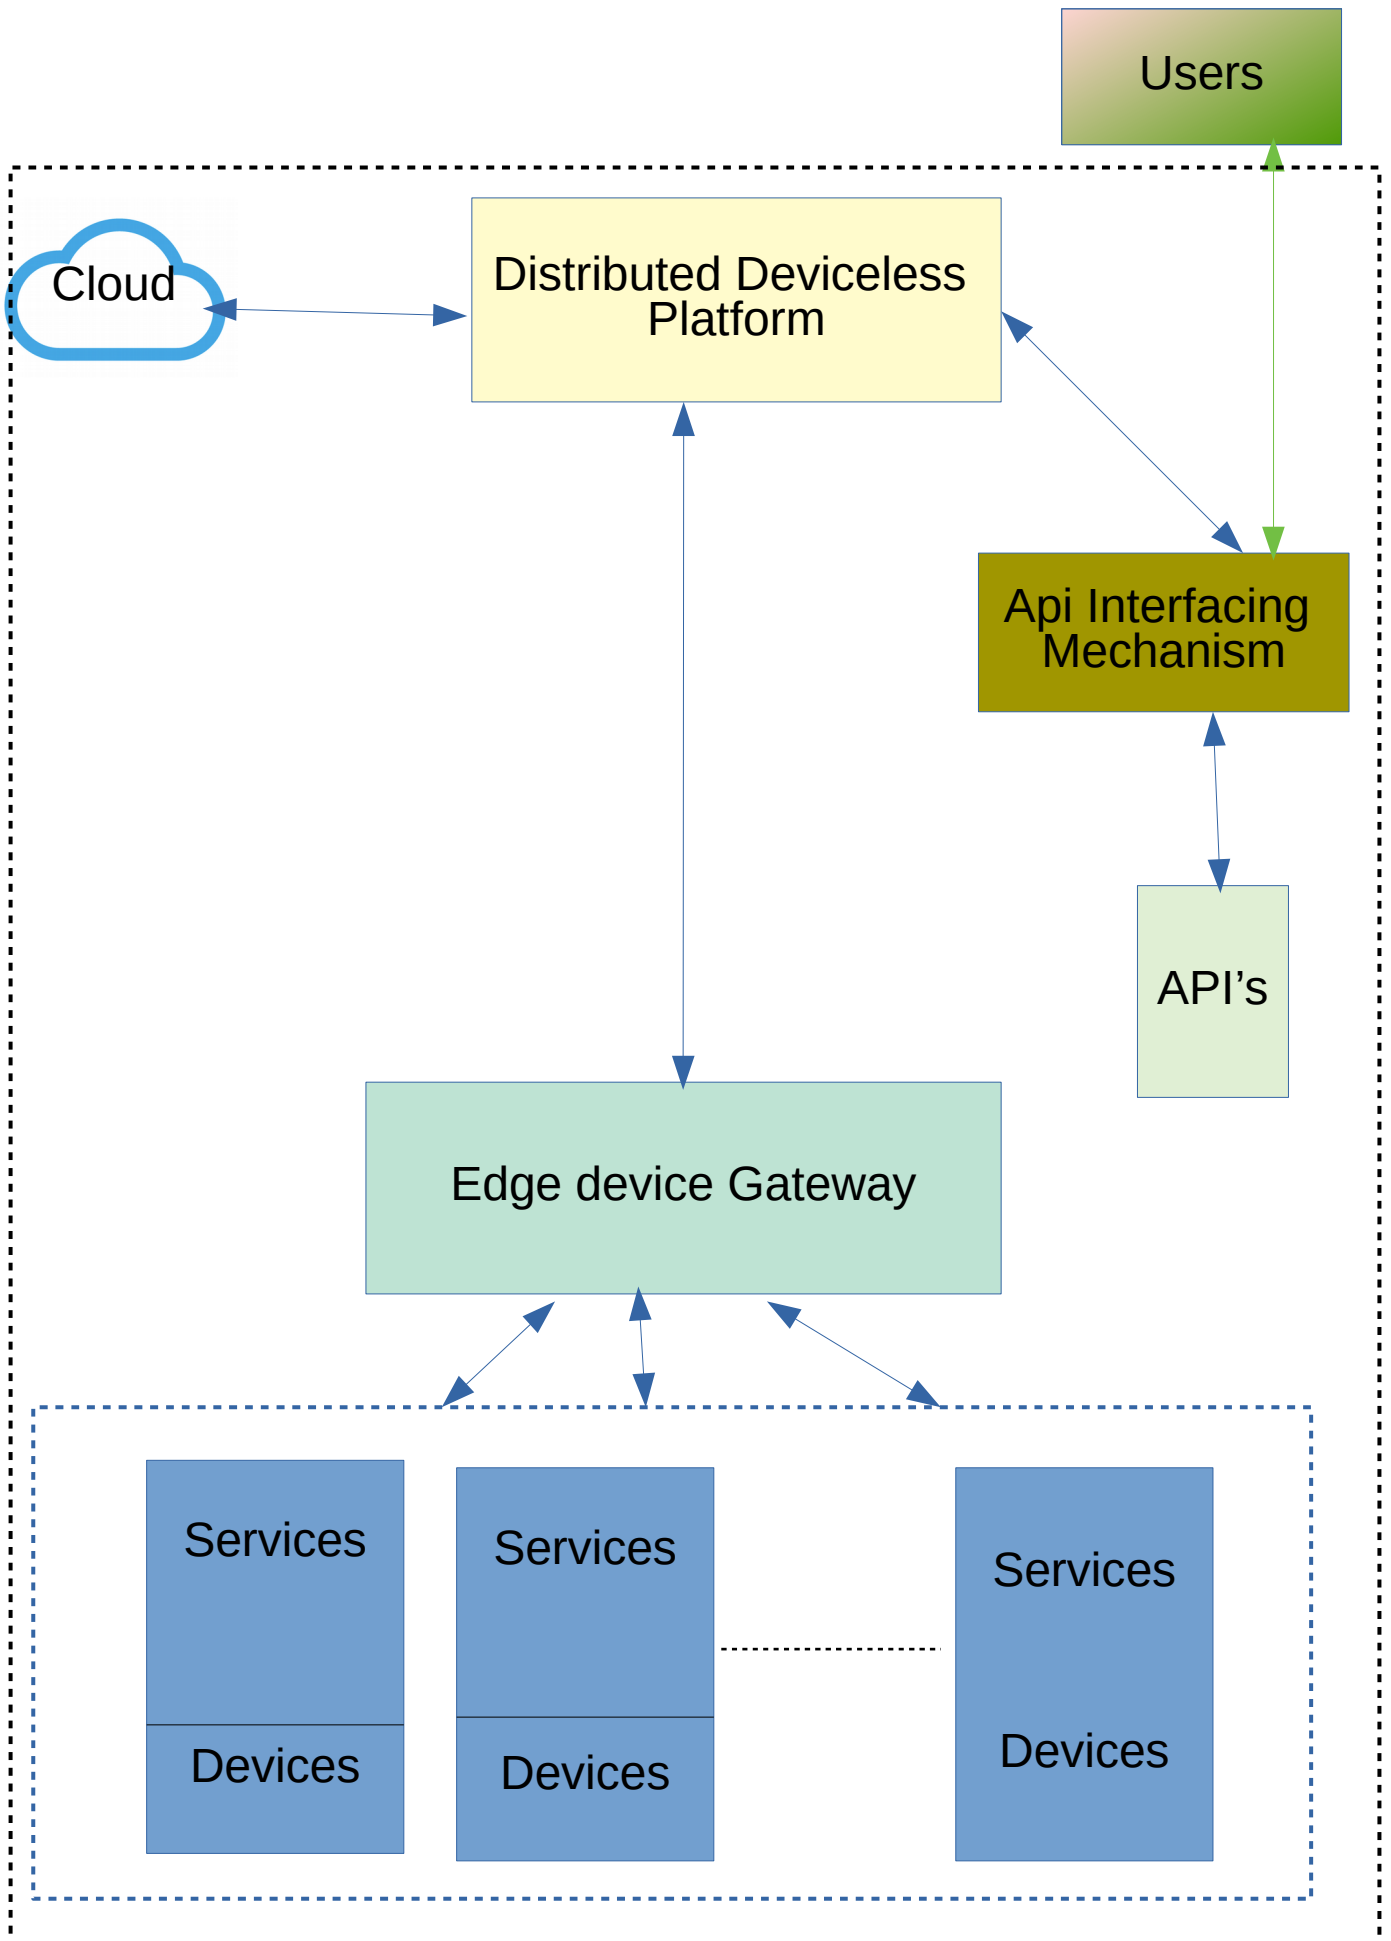 Users
Cloud
Distributed Deviceless
Platform
Api Interfacing
Mechanism
API’s
Edge device Gateway
Services
Devices
Services
Devices
Services
Devices